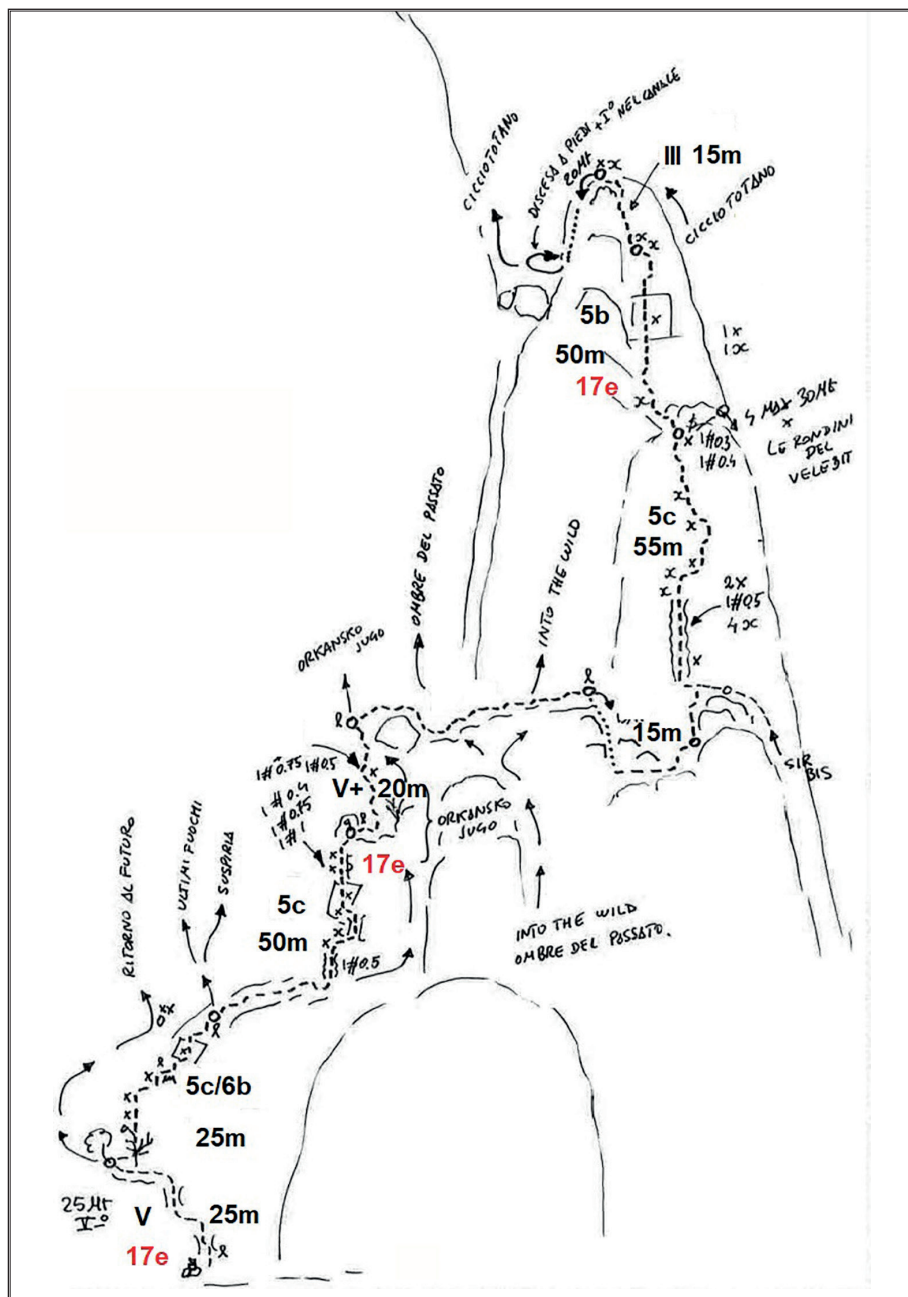 CICCIOTOTANO
DISCESA A PIEDI + I° NEL CANALE
20Mt
III 15m
CICCIOTOTANO
5b
50m
17e
1x
1x
S MAX 30Mt
x
LE RONDINI
DEL
VELEBIT
1#0.3
1#0.4
5c
55m
2x
1#0.5
4x
OMBRE DEL PASSATO
INTO THE WILD
ORKANSKO
JUGO
15m
SIR
BIS
1#0.75 1#0.5
1#0.4
1#0.75
1#1
V+ 20m
ORKANSKO
JUGO
17e
5c
50m
1#0.5
INTO THE WILD
OMBRE DEL PASSATO.
RITORNO AL FUTURO
ULTIMI FUOCHI
SUSPIRIA
5c/6b
25m
25Mt
V-°
V
25m
17e